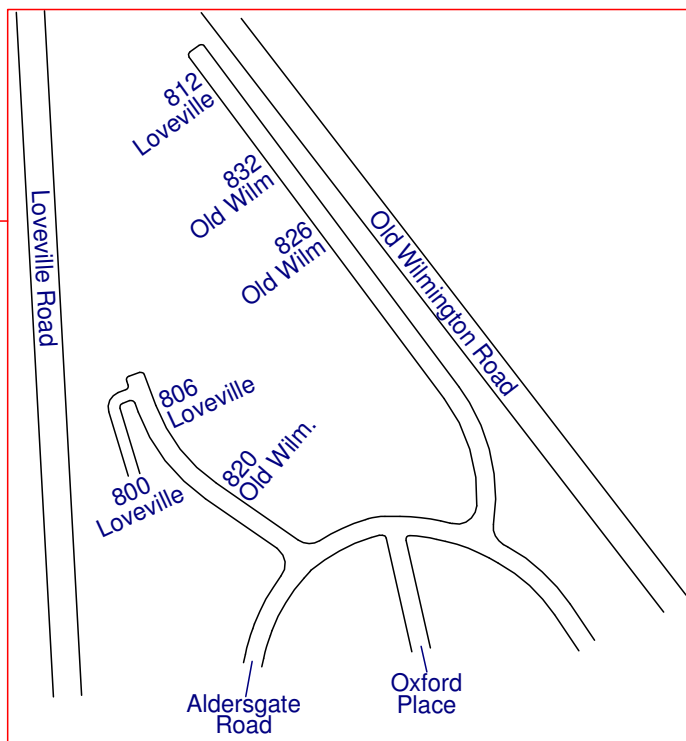 812
Loveville
832
Old Wilm
826
Old Wilm
Old Wilmington Road
Loveville Road
806
Loveville
820
Old Wilm.
800
Loveville
Aldersgate
Road
Oxford
Place